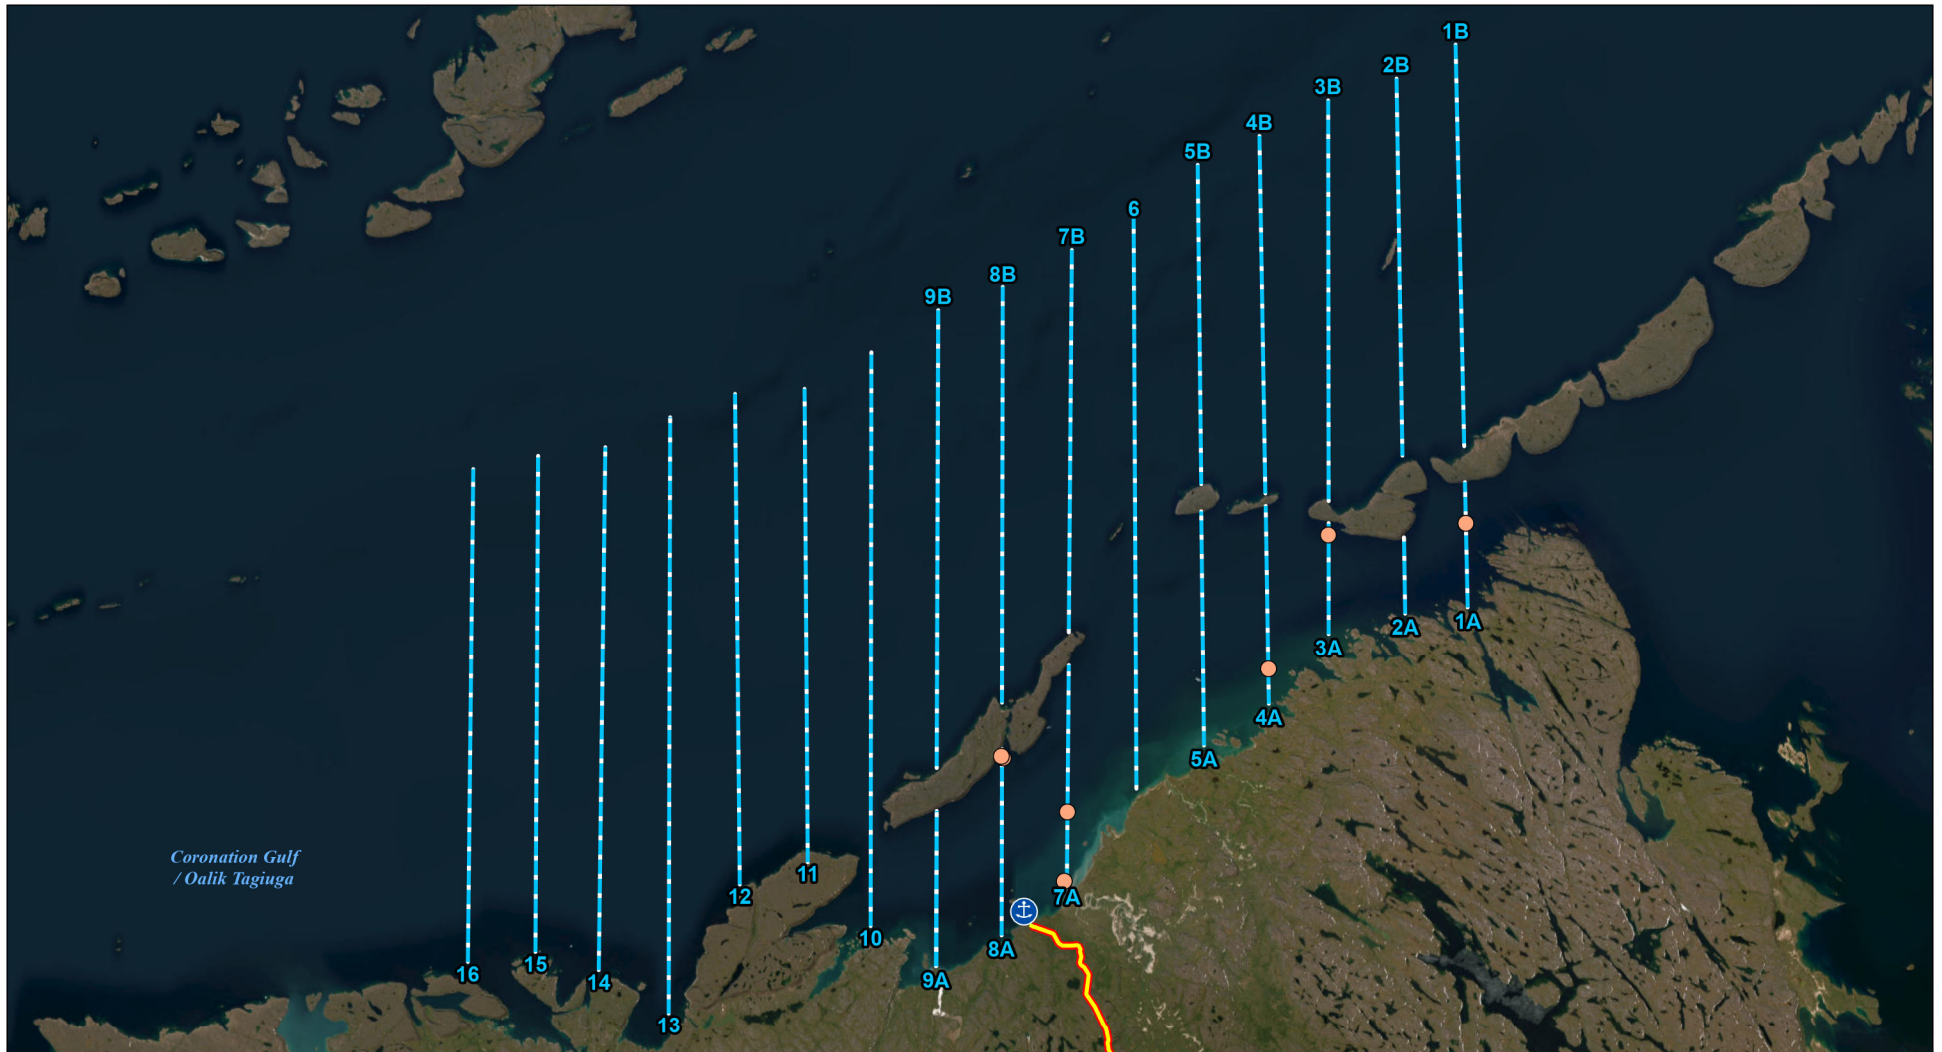 1B
2B
3B
4B
5B
6
7B
8B
9B
1A
2A
3A
4A
5A
11
12
7A
10
8A
16
15
14
9A
13
Coronation Gulf
/ Oalik Tagiuga